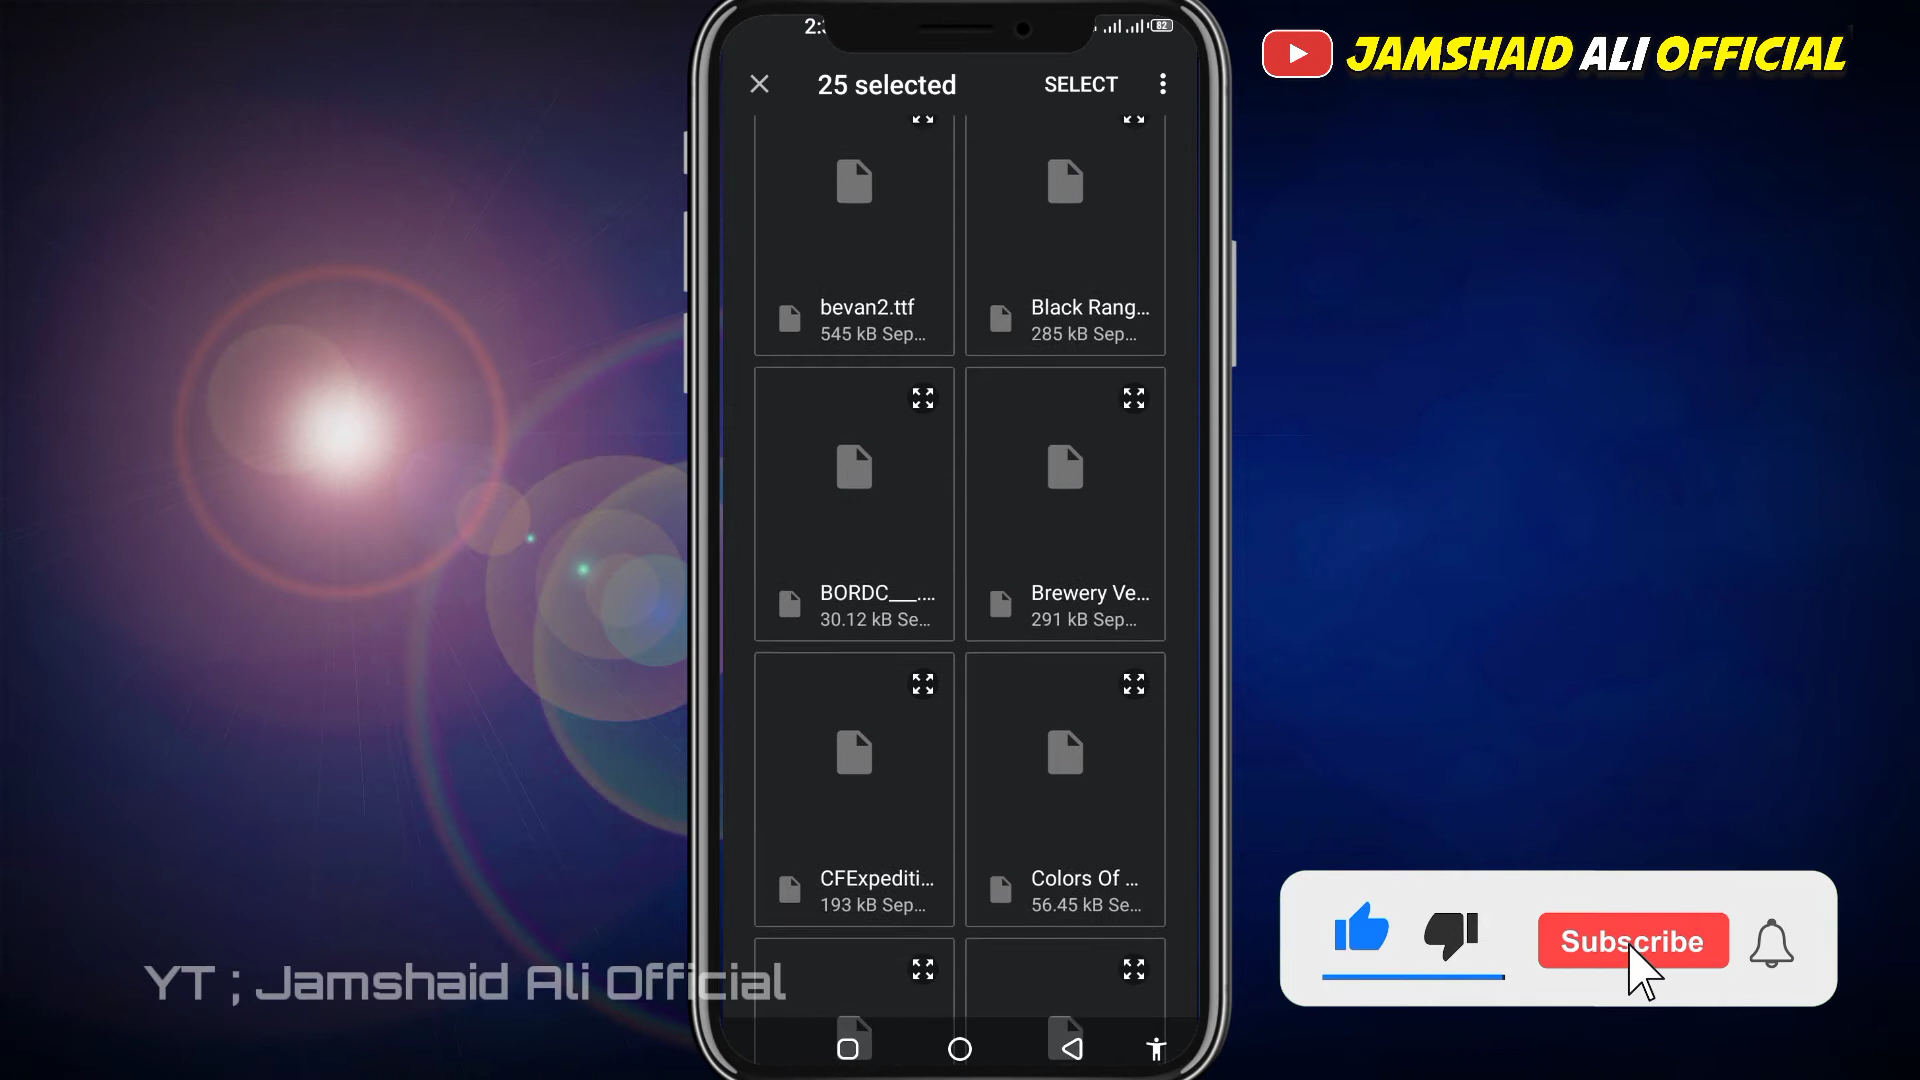 2:
82
JAMSHAID ALI OFFICIAL
25 selected
SELECT
bevan2.ttf
545 kB Sep...
Black Rang...
285 kB Sep...
BORDC___....
30.12 kB Se...
Brewery Ve...
291 kB Sep...
CFExpediti...
193 kB Sep...
Colors Of ...
56.45 kB Se...
Subscribe
YT ; Jamshaid Ali Official